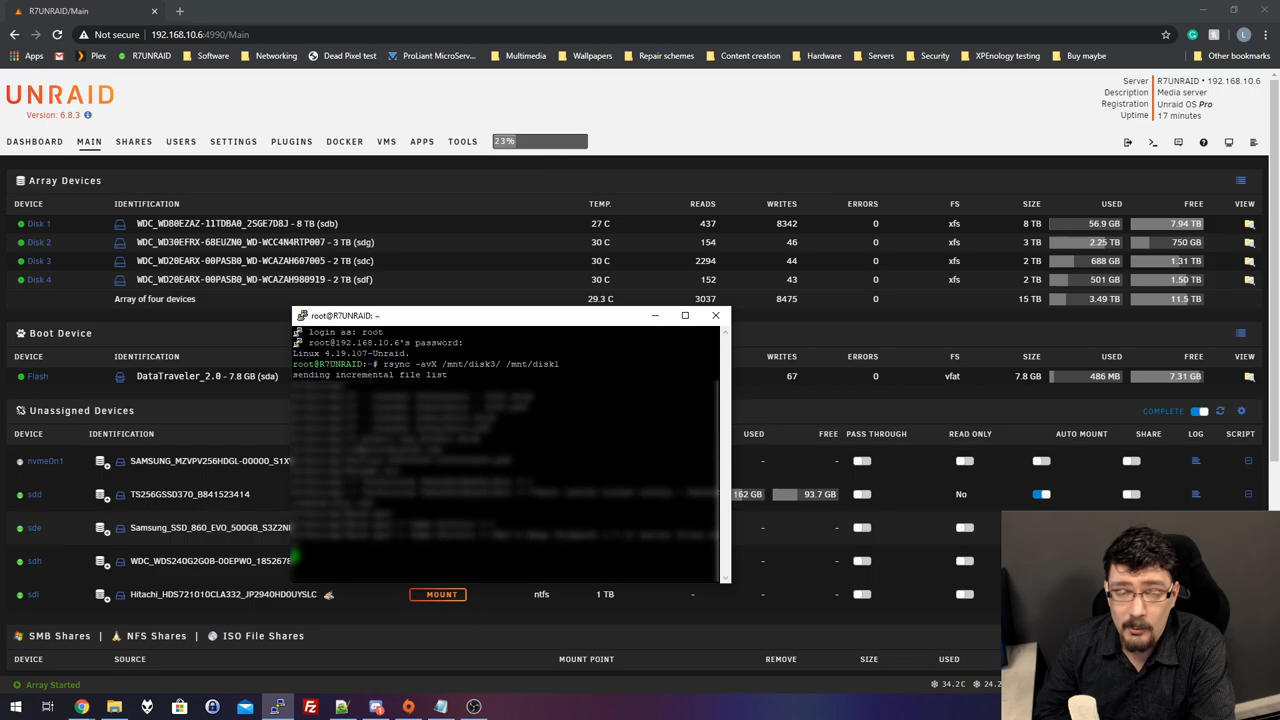 R7UNRAID/Main
Not secure | 192.168.10.6:4990/Main
Apps Plex R7UNRAID Software Networking Dead Pixel test ProLiant MicroServ... Multimedia Wallpapers Repair schemes Content creation Hardware Servers Security XPEnology testing Buy maybe Other bookmarks
UNRAID
Version: 6.8.3
Server R7UNRAID • 192.168.10.6
Description Media server
Registration Unraid OS Pro
Uptime 17 minutes
DASHBOARD MAIN SHARES USERS SETTINGS PLUGINS DOCKER VMS APPS TOOLS 23%
Array Devices
DEVICE IDENTIFICATION TEMP. READS WRITES ERRORS FS SIZE USED FREE VIEW
Disk 1 WDC_WD80EZAZ-11TDBA0_2SGE7D8J - 8 TB (sdb) 27 C 437 8342 0 xfs 8 TB 56.9 GB 7.94 TB
Disk 2 WDC_WD30EFRX-68EUZN0_WD-WCC4N4RTP007 - 3 TB (sdg) 30 C 154 46 0 xfs 3 TB 2.25 TB 750 GB
Disk 3 WDC_WD20EARX-00PASB0_WD-WCAZAH607005 - 2 TB (sdc) 30 C 2294 44 0 xfs 2 TB 688 GB 1.31 TB
Disk 4 WDC_WD20EARX-00PASB0_WD-WCAZAH980919 - 2 TB (sdf) 30 C 152 43 0 xfs 2 TB 501 GB 1.50 TB
Array of four devices 29.3 C 3037 8475 0 15 TB 3.49 TB 11.5 TB
root@R7UNRAID: ~
login as: root
root@192.168.10.6's password:
Linux 4.19.107-Unraid.
root@R7UNRAID:~# rsync -avX /mnt/disk3/ /mnt/disk1
sending incremental file list
Boot Device
DEVICE IDENTIFICATION WRITES ERRORS FS SIZE USED FREE VIEW
Flash DataTraveler_2.0 - 7.8 GB (sda) 67 0 vfat 7.8 GB 486 MB 7.31 GB
Unassigned Devices COMPLETE
DEVICE IDENTIFICATION USED FREE PASS THROUGH READ ONLY AUTO MOUNT SHARE LOG SCRIPT
nvme0n1 SAMSUNG_MZVPV256HDGL-00000_S1X - -
sdd TS256GSSD370_B841523414 162 GB 93.7 GB No
sde Samsung_SSD_860_EVO_500GB_S3Z2N - -
sdh WDC_WDS240G2G0B-00EPW0_1852678 - -
sdi Hitachi_HDS721010CLA332_JP2940HD0UYSLC MOUNT ntfs 1 TB - -
SMB Shares | NFS Shares | ISO File Shares
DEVICE SOURCE MOUNT POINT REMOVE SIZE USED
Array Started 34.2 C 24.2